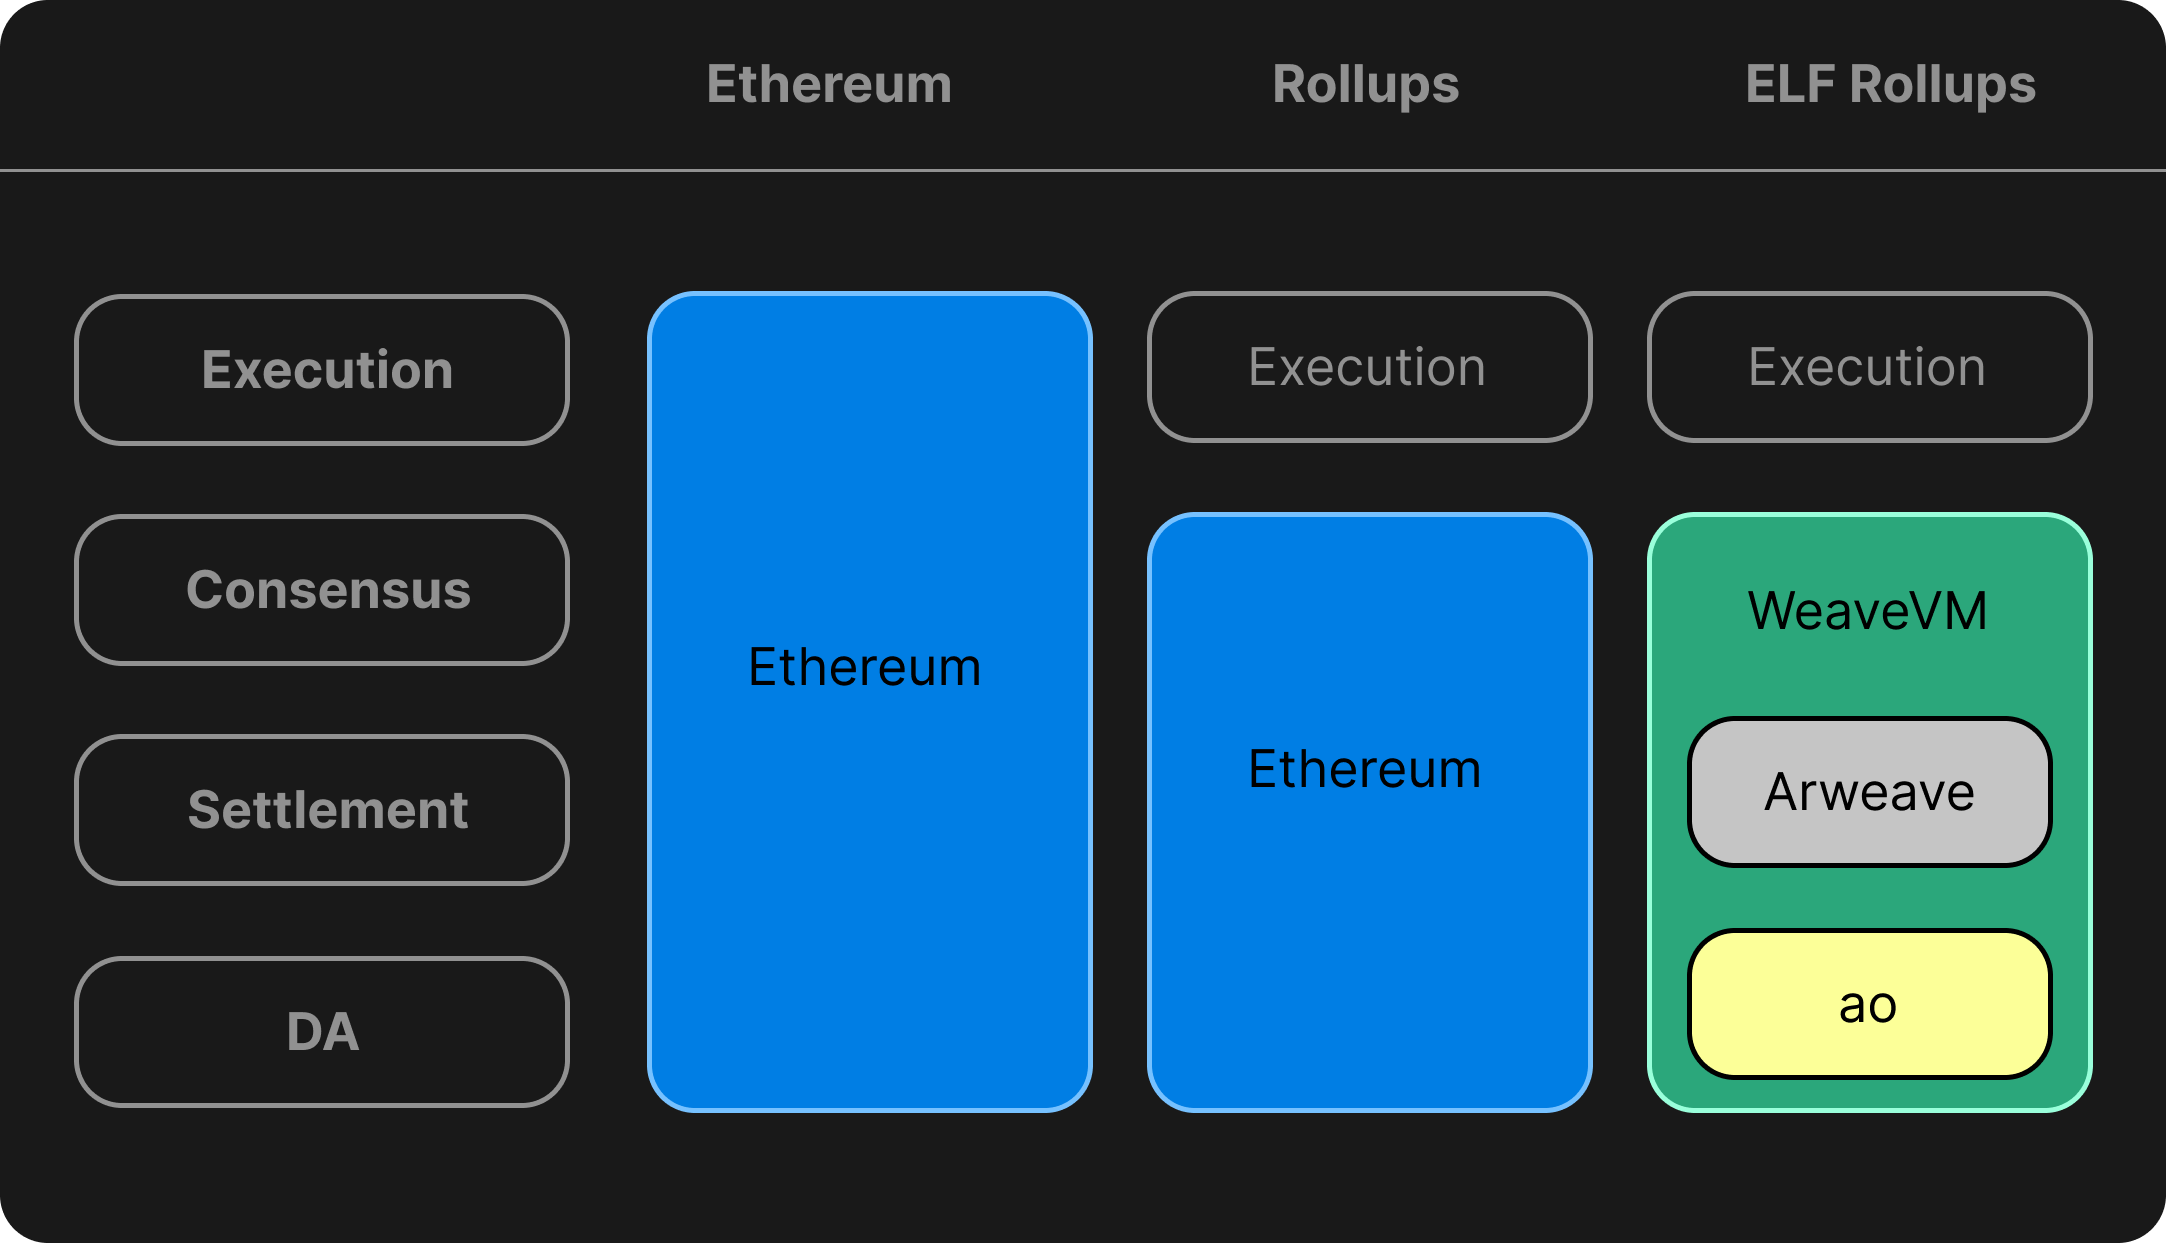 Ethereum
Rollups
ELF Rollups
Execution
Execution
Execution
Consensus
WeaveVM
Ethereum
Ethereum
Settlement
Arweave
DA
ao